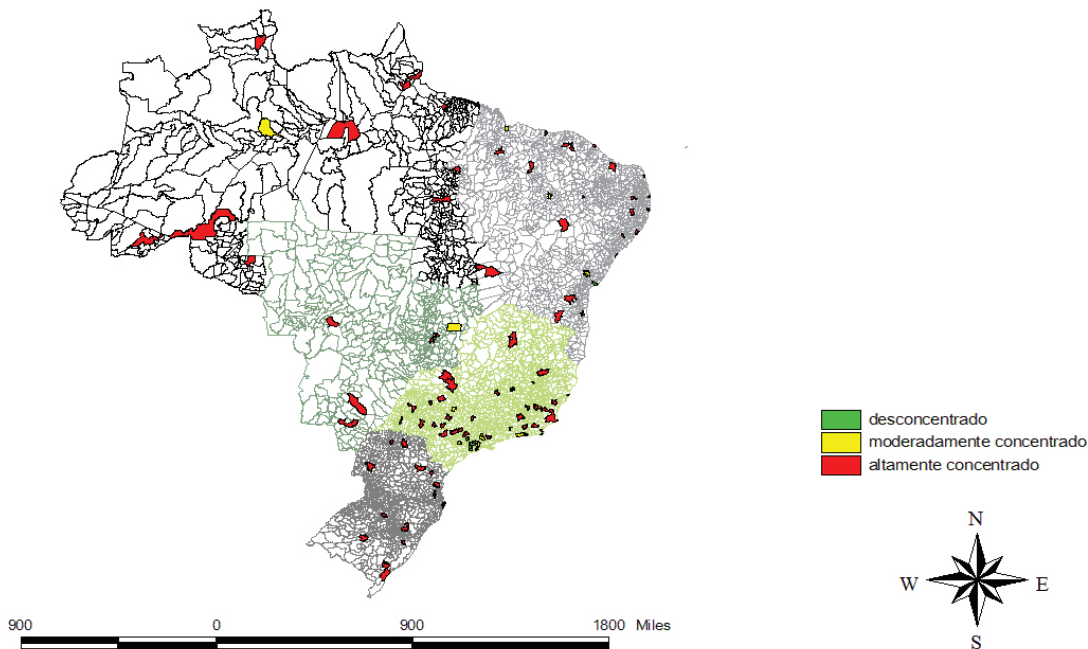 desconcentrado
moderadamente concentrado
altamente concentrado
N
W
E
S
900
0
900
1800
Miles